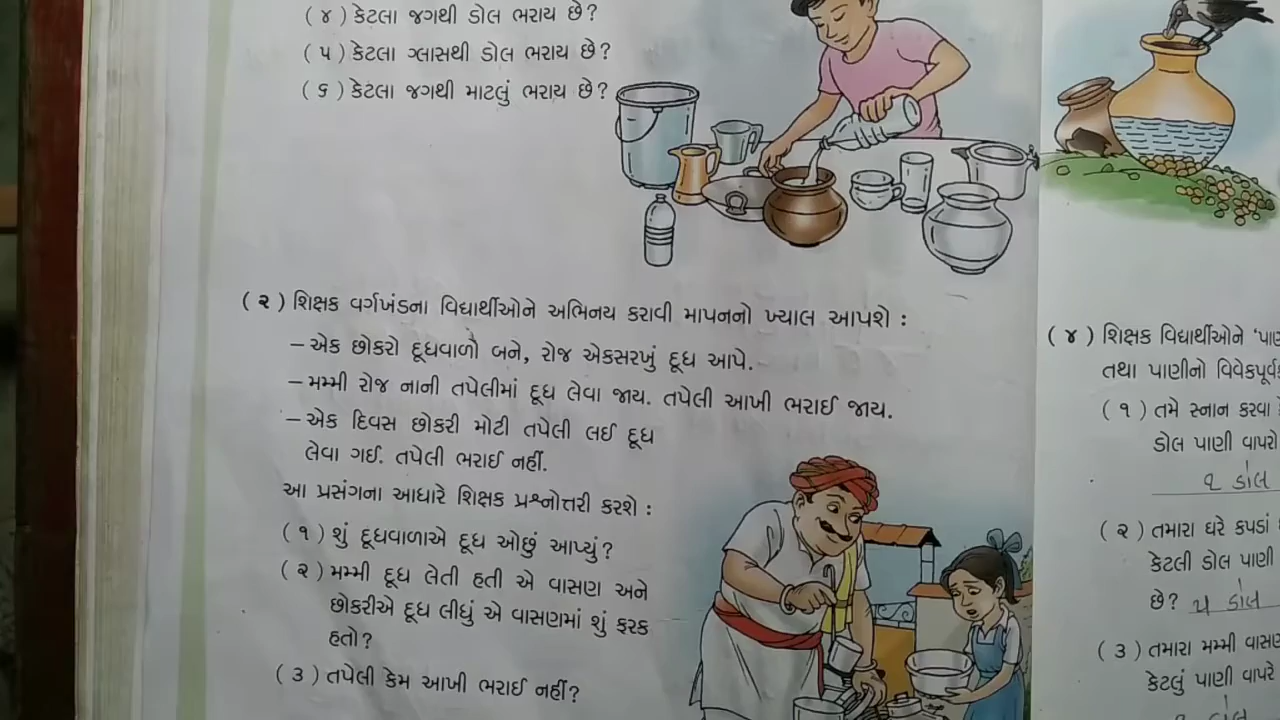 (૪) કેટલા જગથી ડોલ ભરાય છે?
(૫) કેટલા ગ્લાસથી ડોલ ભરાય છે?
(૬) કેટલા જગથી માટલું ભરાય છે?
(૨) શિક્ષક વર્ગખંડના વિદ્યાર્થીઓને અભિનય કરાવી માપનનો ખ્યાલ આપશે :
– એક છોકરો દૂધવાળો બને, રોજ એકસરખું દૂધ આપે.
– મમ્મી રોજ નાની તપેલીમાં દૂધ લેવા જાય. તપેલી આખી ભરાઈ જાય.
– એક દિવસ છોકરી મોટી તપેલી લઈ દૂધ
લેવા ગઈ. તપેલી ભરાઈ નહીં.
આ પ્રસંગના આધારે શિક્ષક પ્રશ્નોત્તરી કરશે :
(૧) શું દૂધવાળાએ દૂધ ઓછું આપ્યું?
(૨) મમ્મી દૂધ લેતી હતી એ વાસણ અને
છોકરીએ દૂધ લીધું એ વાસણમાં શું ફરક
હતો?
(૩) તપેલી કેમ આખી ભરાઈ નહીં?
(૪) શિક્ષક વિદ્યાર્થીઓને
તથા પાણીનો
(૧) તમે સ્નાન કરવા
ડોલ પાણી વાપરો
૨ ડોલ
(૨) તમારા ઘરે કપડાં
કેટલી ડોલ પાણી
છે? ૫ ડોલ
(૩) તમારા મમ્મી
કેટલું પાણી વાપરે
ડોલ